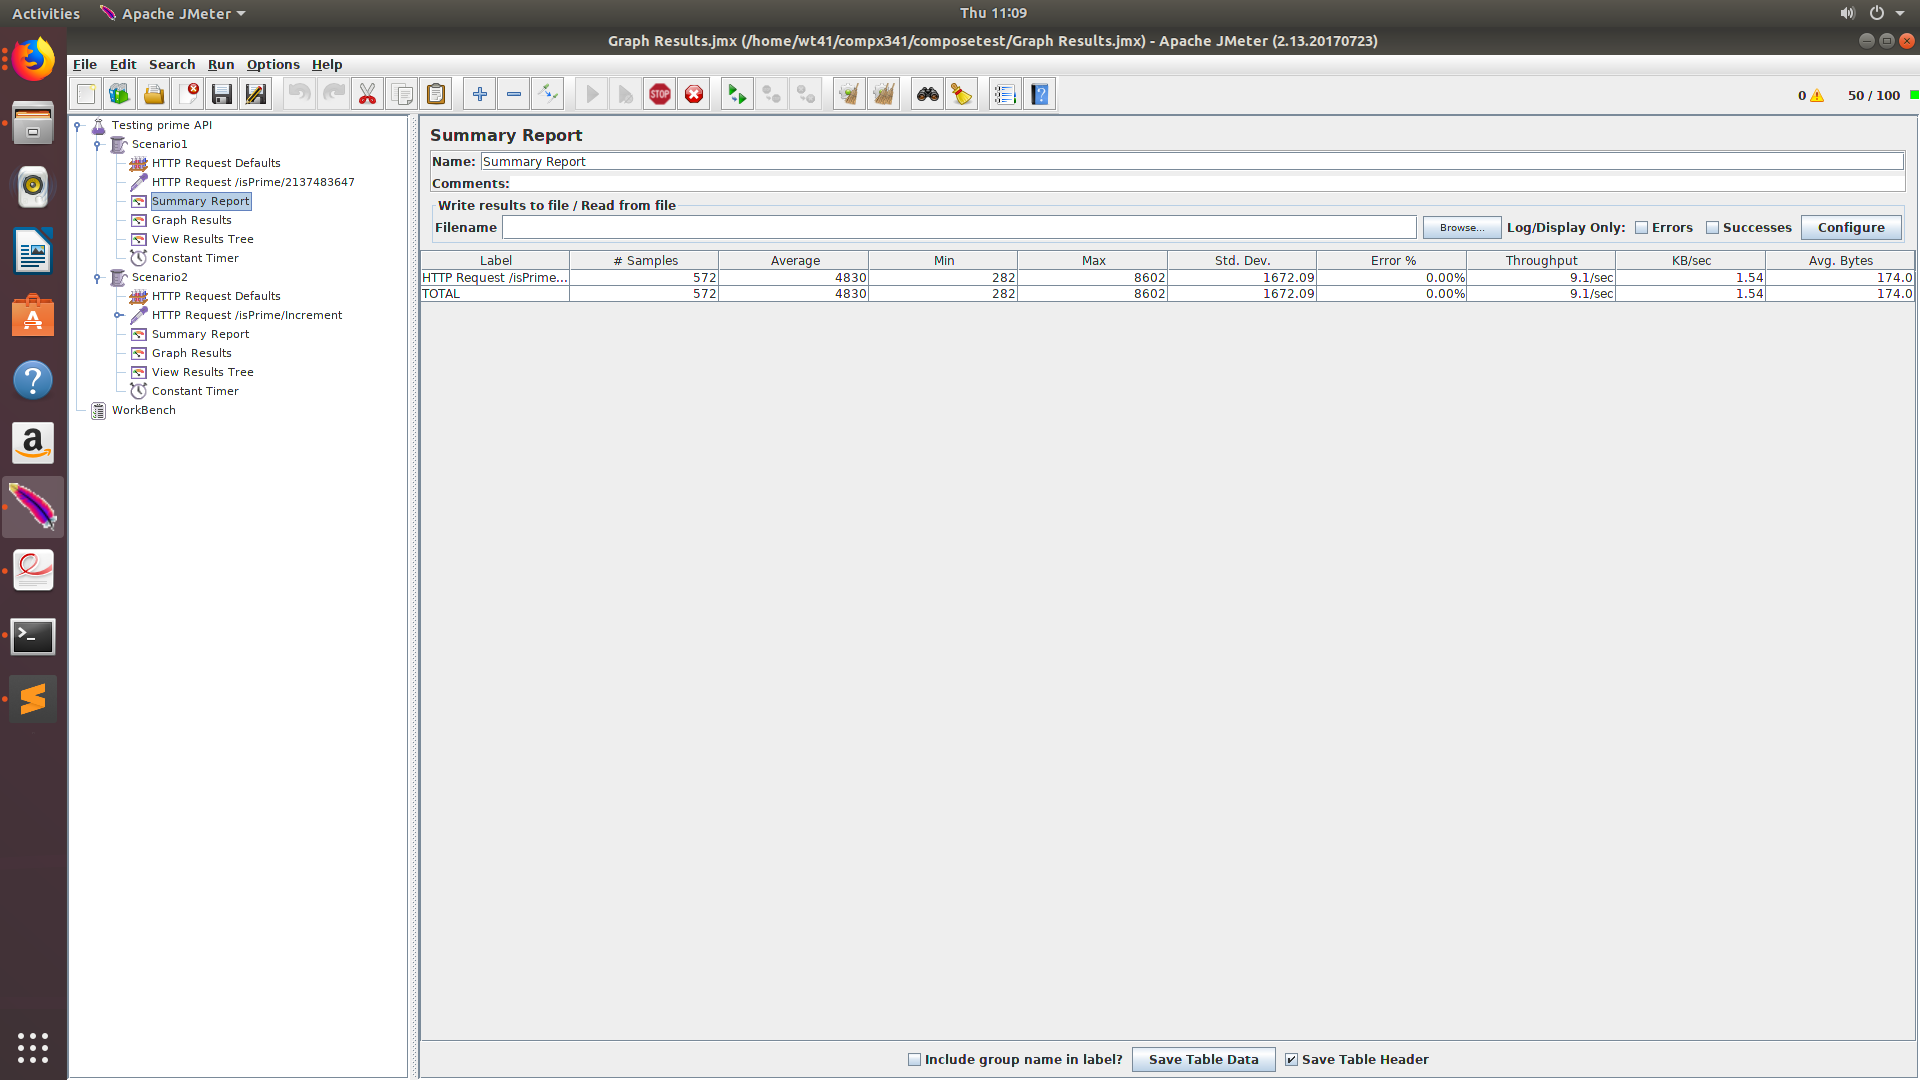 Activities Apache JMeter Thu 11:09
Graph Results.jmx (/home/wt41/compx341/composetest/Graph Results.jmx) - Apache JMeter (2.13.20170723)
File Edit Search Run Options Help
STOP 0 50 / 100
Testing prime API
Scenario1
HTTP Request Defaults
HTTP Request /isPrime/2137483647
Summary Report
Graph Results
View Results Tree
Constant Timer
Scenario2
HTTP Request Defaults
HTTP Request /isPrime/Increment
Summary Report
Graph Results
View Results Tree
Constant Timer
WorkBench
Summary Report
Name: Summary Report
Comments:
Write results to file / Read from file
Filename Browse... Log/Display Only: Errors Successes Configure
Label # Samples Average Min Max Std. Dev. Error % Throughput KB/sec Avg. Bytes
HTTP Request /isPrime... 572 4830 282 8602 1672.09 0.00% 9.1/sec 1.54 174.0
TOTAL 572 4830 282 8602 1672.09 0.00% 9.1/sec 1.54 174.0
Include group name in label? Save Table Data Save Table Header